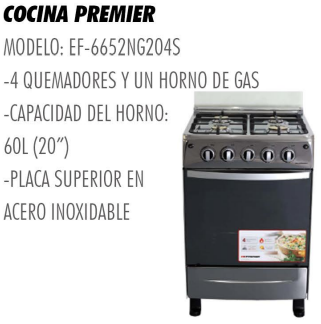 COCINA PREMIER
MODELO: EF-6652NG204S
-4 QUEMADORES Y UN HORNO DE GAS
-CAPACIDAD DEL HORNO:
60L (20”)
-PLACA SUPERIOR EN
ACERO INOXIDABLE